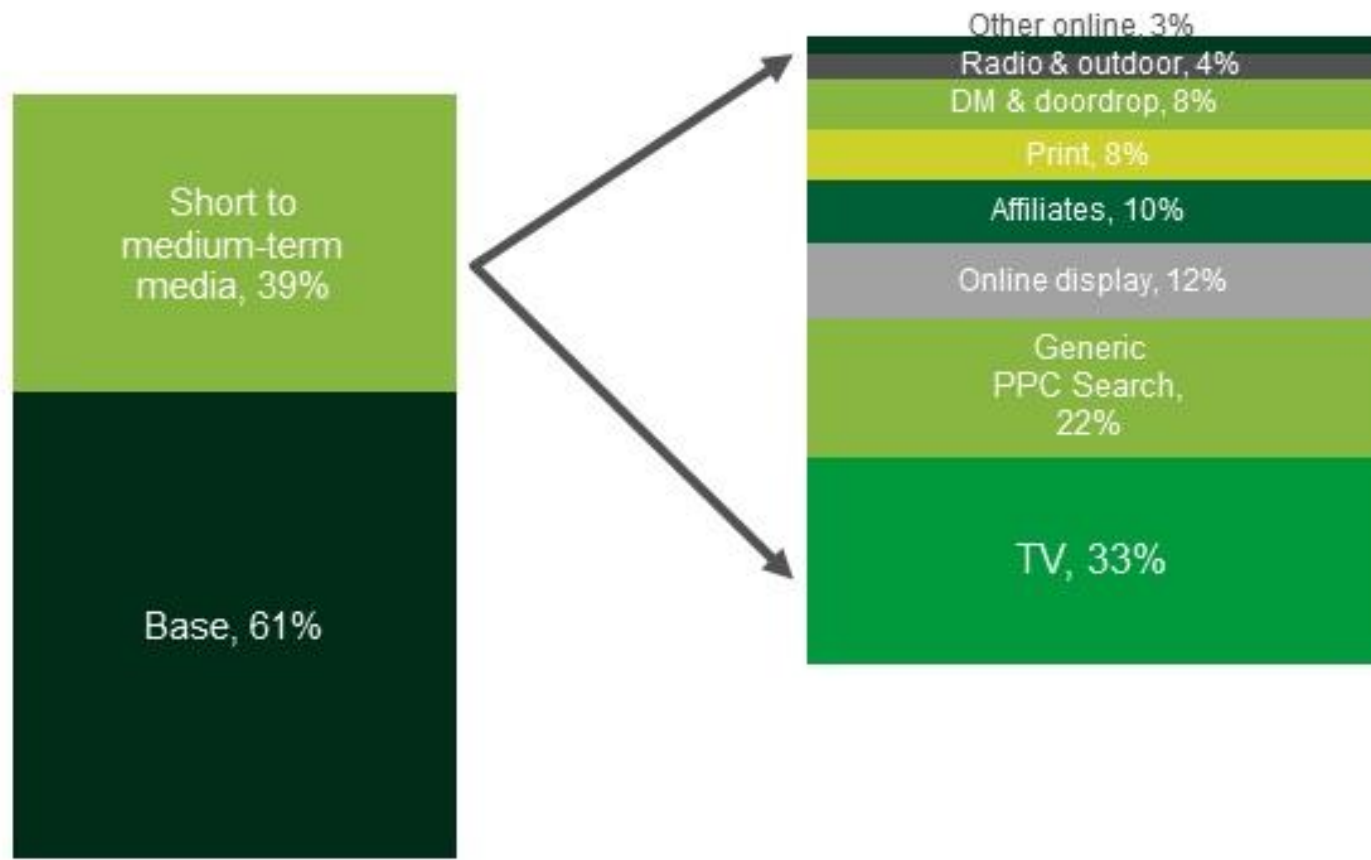 Short to
medium-term
media, 39%
Base, 61%
Other online, 3%
Radio & outdoor, 4%
DM & doordrop, 8%
Print, 8%
Affiliates, 10%
Online display, 12%
Generic
PPC Search,
22%
TV, 33%